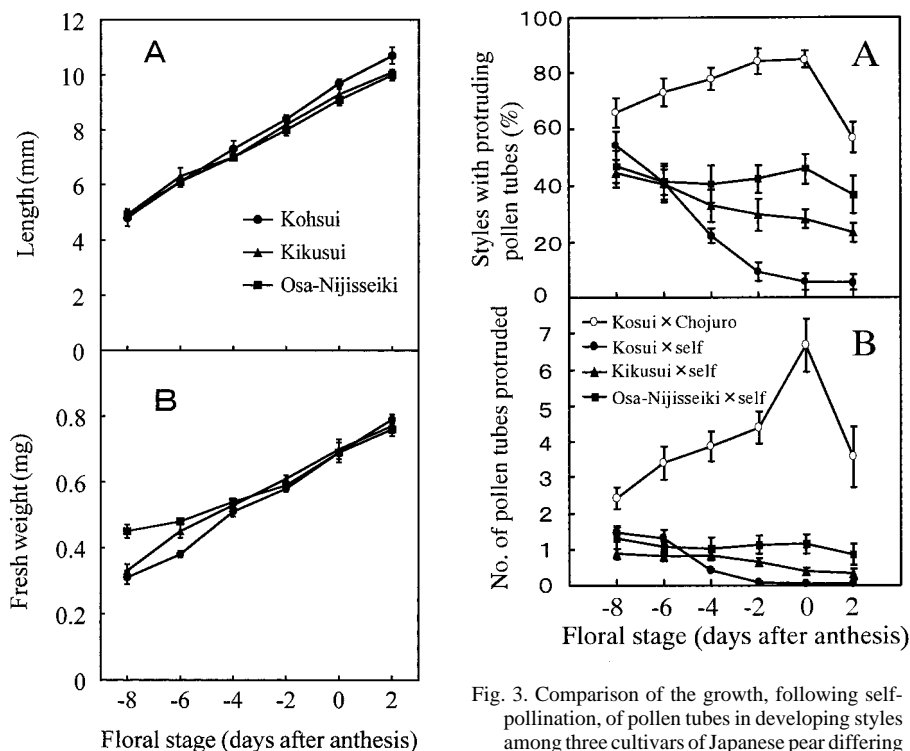 A
12
10
8
6
4
2
0
Length (mm)
Kohsui
Kikusui
Osa-Nijisseiki
B
0.8
0.6
0.4
0.2
0
Fresh weight (mg)
-8 -6 -4 -2 0 2
Floral stage (days after anthesis)
A
100
80
60
40
20
0
Styles with protruding
pollen tubes (%)
B
Kosui × Chojuro
Kosui × self
Kikusui × self
Osa-Nijisseiki × self
7
6
5
4
3
2
1
0
No. of pollen tubes protruded
-8 -6 -4 -2 0 2
Floral stage (days after anthesis)
Fig. 3. Comparison of the growth, following self-
pollination, of pollen tubes in developing styles
among three cultivars of Japanese pear differing